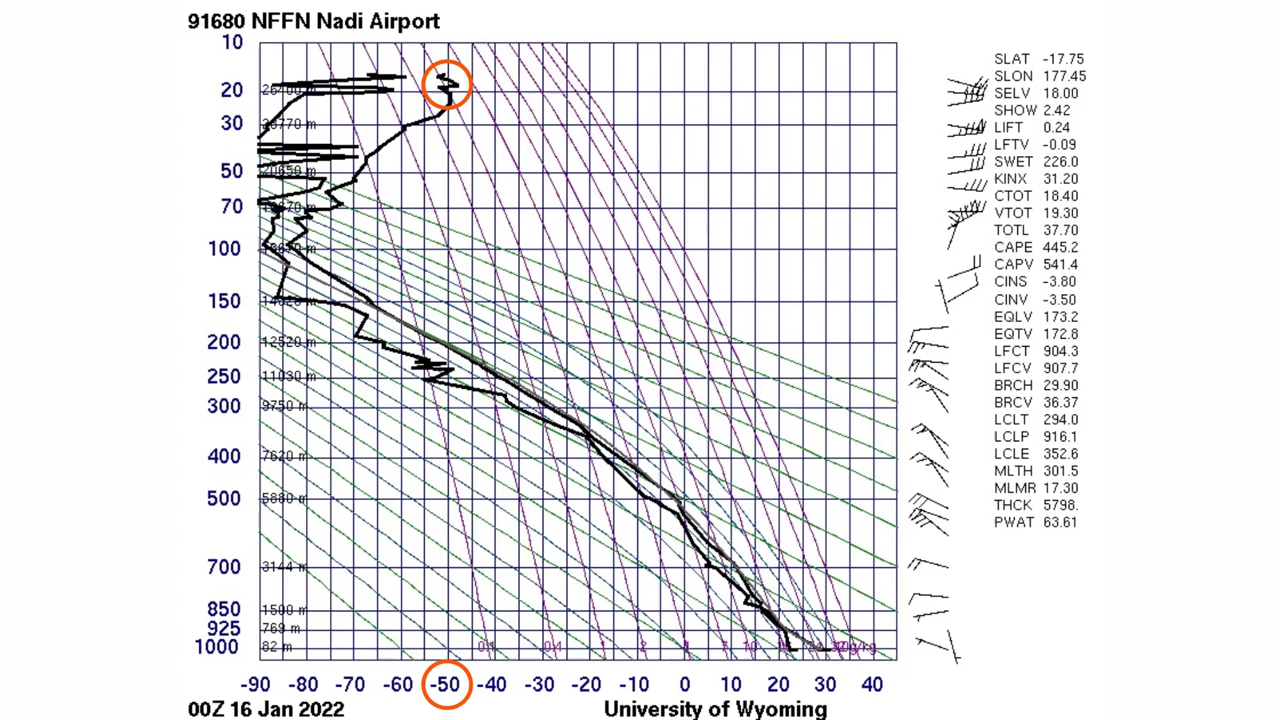 91680 NFFN Nadi Airport
10
20
26400 m
30
23770 m
50
20650 m
70
100
150
200
12520 m
250
11030 m
300
9750 m
400
7620 m
500
5880 m
700
3144 m
850
1500 m
925
769 m
1000
82 m
-90 -80 -70 -60 -50 -40 -30 -20 -10 0 10 20 30 40
00Z 16 Jan 2022 University of Wyoming
SLAT -17.75
SLON 177.45
SELV 18.00
SHOW 2.42
LIFT 0.24
LFTV -0.09
SWET 226.0
KINX 31.20
CTOT 18.40
VTOT 19.30
TOTL 37.70
CAPE 445.2
CAPV 541.4
CINS -3.80
CINV -3.50
EQLV 173.2
EQTV 172.8
LFCT 904.3
LFCV 907.7
BRCH 29.90
BRCV 36.37
LCLT 294.0
LCLP 916.1
LCLE 352.6
MLTH 301.5
MLMR 17.30
THCK 5798.
PWAT 63.61